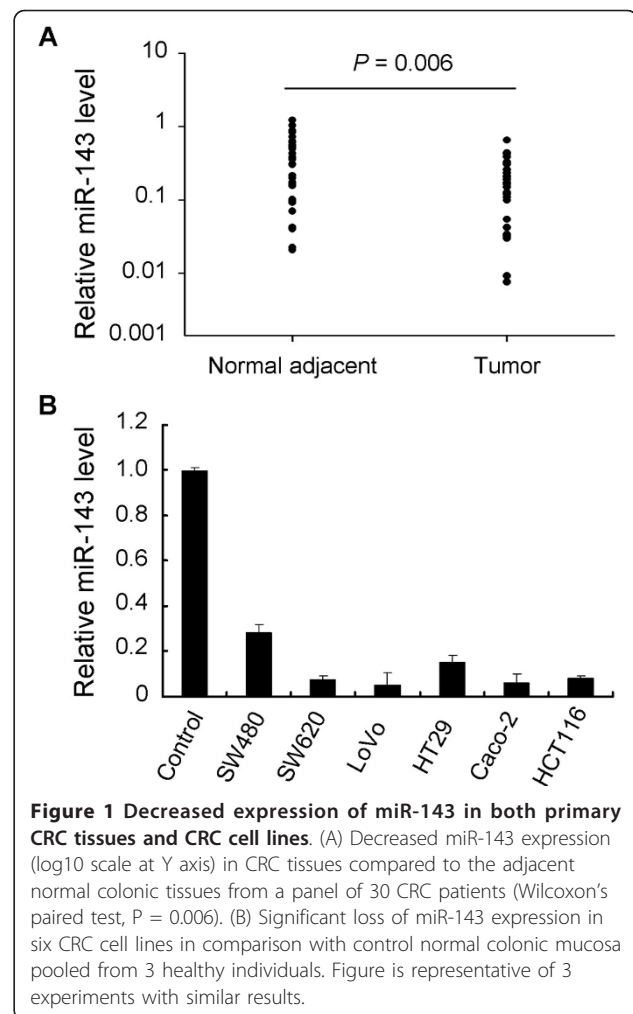 A
Relative miR-143 level
10
1
0.1
0.01
0.001
P = 0.006
Normal adjacent
Tumor
B
Relative miR-143 level
1.2
1.0
0.8
0.6
0.4
0.2
0
Control
SW480
SW620
LoVo
HT29
Caco-2
HCT116
Figure 1 Decreased expression of miR-143 in both primary
CRC tissues and CRC cell lines. (A) Decreased miR-143 expression
(log10 scale at Y axis) in CRC tissues compared to the adjacent
normal colonic tissues from a panel of 30 CRC patients (Wilcoxon's
paired test, P = 0.006). (B) Significant loss of miR-143 expression in
six CRC cell lines in comparison with control normal colonic mucosa
pooled from 3 healthy individuals. Figure is representative of 3
experiments with similar results.